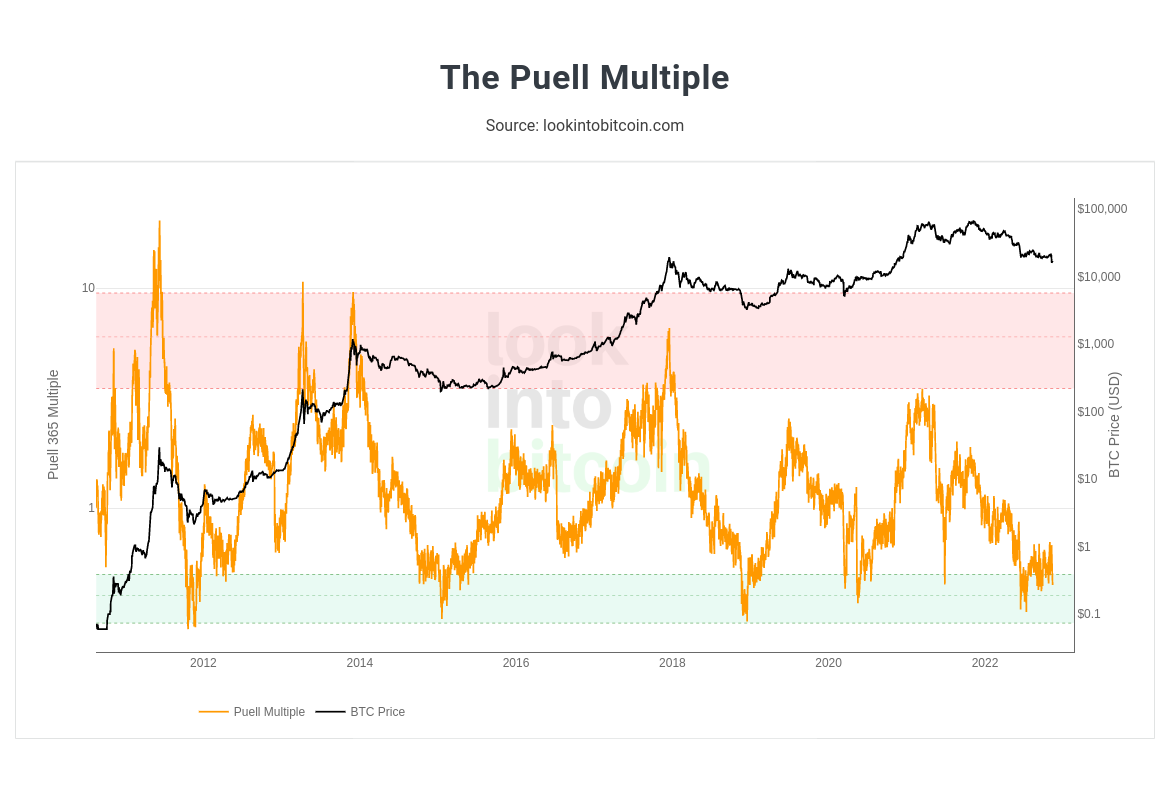 The Puell Multiple
Source: lookintobitcoin.com
$100,000
10
$10,000
look
$1,000
into
$100
bitcoin
$10
1
$1
$0.1
Puell 365 Multiple
BTC Price (USD)
2012 2014 2016 2018 2020 2022
Puell Multiple BTC Price